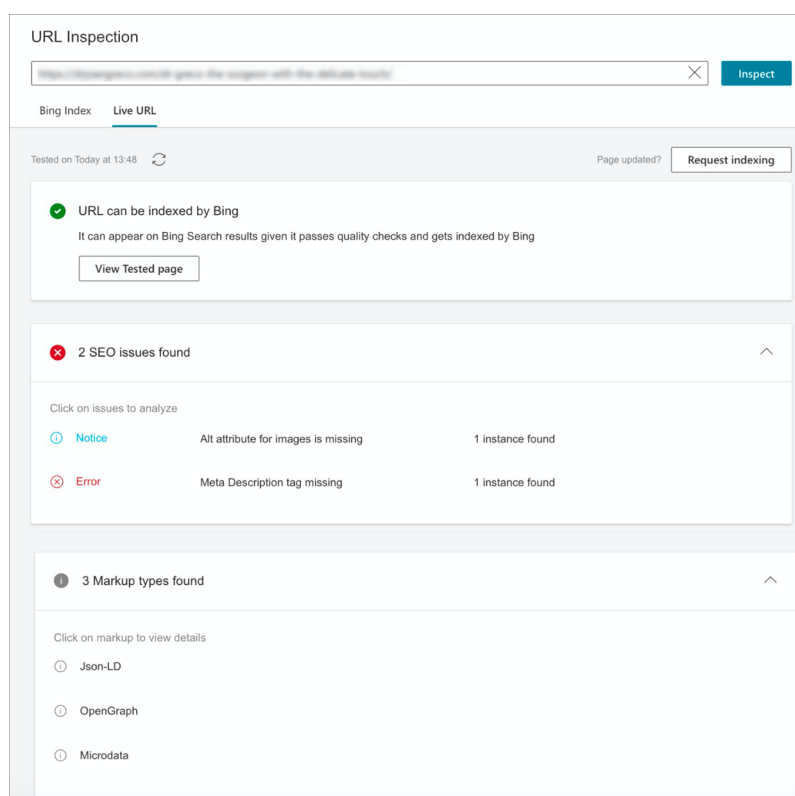 URL Inspection
Inspect
Bing Index Live URL
Tested on Today at 13:48 Page updated? Request indexing
URL can be indexed by Bing
It can appear on Bing Search results given it passes quality checks and gets indexed by Bing
View Tested page
2 SEO issues found
Click on issues to analyze
Notice Alt attribute for images is missing 1 instance found
Error Meta Description tag missing 1 instance found
3 Markup types found
Click on markup to view details
Json-LD
OpenGraph
Microdata